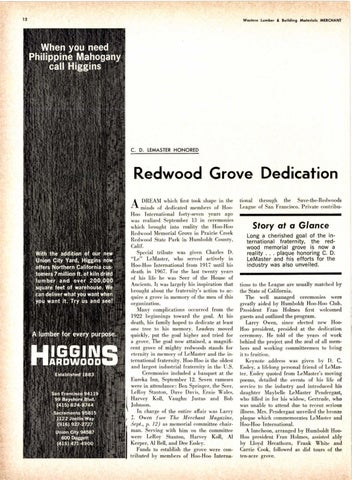 12
Western Lumber & Building Materials MERCHANT
When you need
Philippine Mahogany
call Higgins
With the addition of our new
Union City Yard, Higgins now
offers Northern California cus-
tomers 7 million ft. of kiln dried
lumber and over 200,000
square feet of warehouse. We
can deliver what you want when
you want it. Try us and see!
A lumber for every purpose.
HIGGINS
HARDWOODS
Established 1883
San Francisco 94119
99 Bayshore Blvd.
(415) 824-8744
Sacramento 95815
1122 Joellis Way
(916) 927-2727
Union City 94587
600 Doggett
(415) 471-4900
C. D. LEMASTER HONORED
Redwood Grove Dedication
A DREAM which first took shape in the
minds of dedicated members of Hoo-
Hoo International forty-seven years ago
was realized September 13 in ceremonies
which brought into reality the Hoo-Hoo
Redwood Memorial Grove in Prairie Creek
Redwood State Park in Humboldt County,
Calif.
Special tribute was given Charles D.
"Le" LeMaster, who served actively in
Hoo-Hoo International from 1917 until his
death in 1967. For the last twenty years
of his life he was Seer of the House of
Ancients. It was largely his inspiration that
brought about the fraternity's action to ac-
quire a grove in memory of the men of this
organization.
Many complications occurred from the
1922 beginnings toward the goal. At his
death, his family hoped to dedicate at least
one tree to his memory. Leaders moved
quickly, put the goal higher and tried for
a grove. The goal now attained, a magnifi-
cent grove of mighty redwoods stands for
eternity in memory of LeMaster and the in-
ternational fraternity. Hoo-Hoo is the oldest
and largest industrial fraternity in the U.S.
Ceremonies included a banquet at the
Eureka Inn, September 12. Seven rameses
were in attendance: Ben Springer, the Seer.
LeRoy Stanton, Dave Davis, Ernie Wales,
Harvey Koll, Vaughn Justus and Bob
Johnson.
In charge of the entire affair was Larry
J. Owen (see The Merchant Magazine,
Sept., p. 12) as memorial committee chair-
man. Serving with him on the committee
were LeRoy Stanton, Harvey Koll, Al
Keeper, Al Bell, and Dee Essley.
Funds to establish the grove were con-
tributed by members of Hoo-Hoo Interna-
tional through the Save-the-Redwoods
League of San Francisco. Private contribu-
Story at a Glance
Long a cherished goal of the in-
ternational fraternity, the red-
wood memorial grove is now a
reality . . . plaque honoring C. D.
LeMaster and his efforts for the
industry was also unveiled.
tions to the League are usually matched by
the State of California.
The well managed ceremonies were
greatly aided by Humboldt Hoo-Hoo Club.
President Fran Holmes first welcomed
guests and outlined the program.
Larry Owen, since elected new Hoo-
Hoo president, presided at the dedication
ceremony. He told of the years of work
behind the project and the zeal of all mem-
bers and working committeemen to bring
it to fruition.
Keynote address was given by D. C.
Essley, a lifelong personal friend of LeMas-
ter. Essley quoted from LeMaster's moving
poems, detailed the events of his life of
service to industry and introduced his
daughter Maybelle LeMaster Pendergast,
who filled in for his widow, Gertrude, who
was unable to attend due to recent serious
illness. Mrs. Pendergast unveiled the bronze
plaque which commemorates LeMaster and
Hoo-Hoo International.
A luncheon, arranged by Humboldt Hoo-
Hoo president Fran Holmes, assisted ably
by Lloyd Hecathorn, Frank White and
Carrie Cook, followed as did tours of the
ten-acre grove.